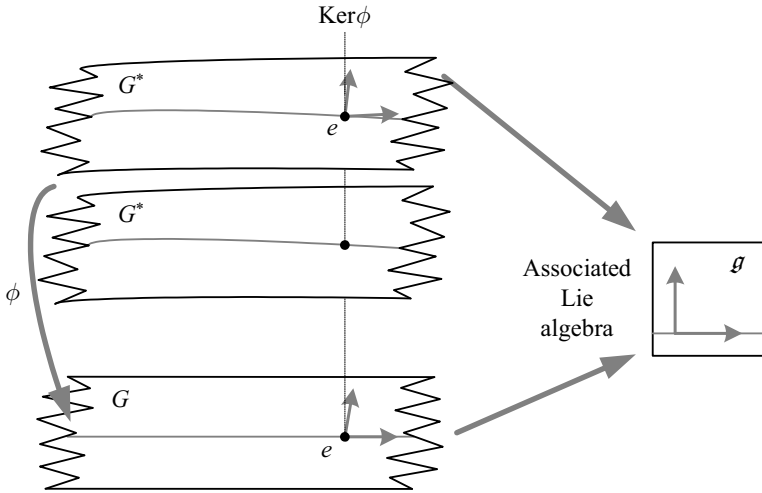 Kerϕ
G*
e
G*
ϕ
Associated
Lie
algebra
𝔤
G
e